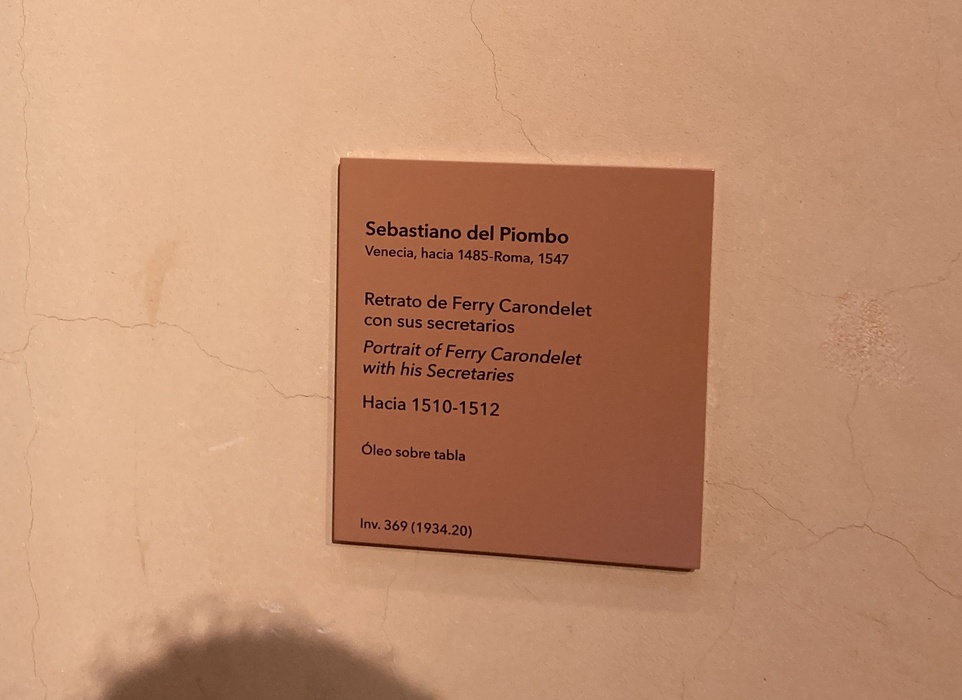 Sebastiano del Piombo
Venecia, hacia 1485-Roma, 1547
Retrato de Ferry Carondelet
con sus secretarios
Portrait of Ferry Carondelet
with his Secretaries
Hacia 1510-1512
Óleo sobre tabla
Inv. 369 (1934.20)